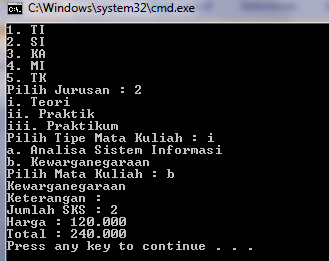 C:\Windows\system32\cmd.exe
1. TI
2. SI
3. KA
4. MI
5. TK
Pilih Jurusan : 2
i. Teori
ii. Praktik
iii. Praktikum
Pilih Tipe Mata Kuliah : i
a. Analisa Sistem Informasi
b. Kewarganegaraan
Pilih Mata Kuliah : b
Kewarganegaraan
Keterangan :
Jumlah SKS : 2
Harga : 120.000
Total : 240.000
Press any key to continue . . .